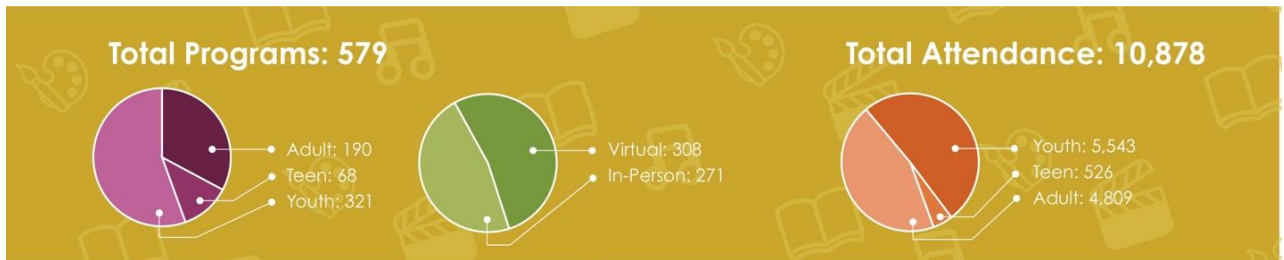 Total Programs: 579
Adult: 190
Teen: 68
Youth: 321
Virtual: 308
In-Person: 271
Total Attendance: 10,878
Youth: 5,543
Teen: 526
Adult: 4,809